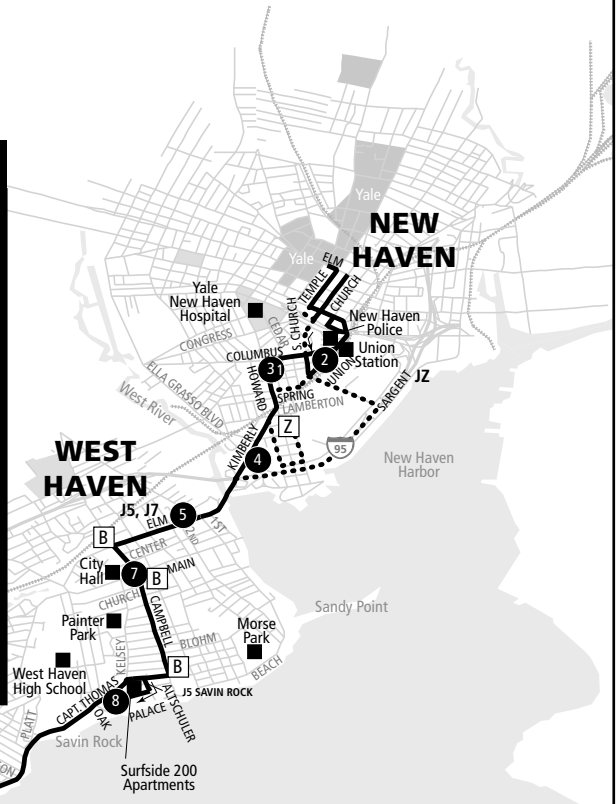 Yale
NEW
HAVEN
Yale
ELM
TEMPLE
CHURCH
Yale
New Haven
Hospital
S. CHURCH
CEDAR
New Haven
Police
CONGRESS
COLUMBUS
2
Union
Station
UNION
31
HOWARD
SPRING
LAMBERTON
SARGENT
JZ
ELLA GRASSO BLVD
West River
Z
KIMBERLY
4
95
New Haven
Harbor
WEST
HAVEN
J5, J7
ELM
5
2ND
1ST
B
CENTER
City
Hall
7
B
MAIN
CHURCH
CAMPBELL
Sandy Point
Painter
Park
KELSEY
BLOHM
Morse
Park
BEACH
West Haven
High School
B
J5 SAVIN ROCK
CAPT. THOMAS
8
PALACE
ALTSCHULER
OAK
PLATT
Savin Rock
ON
Surfside 200
Apartments